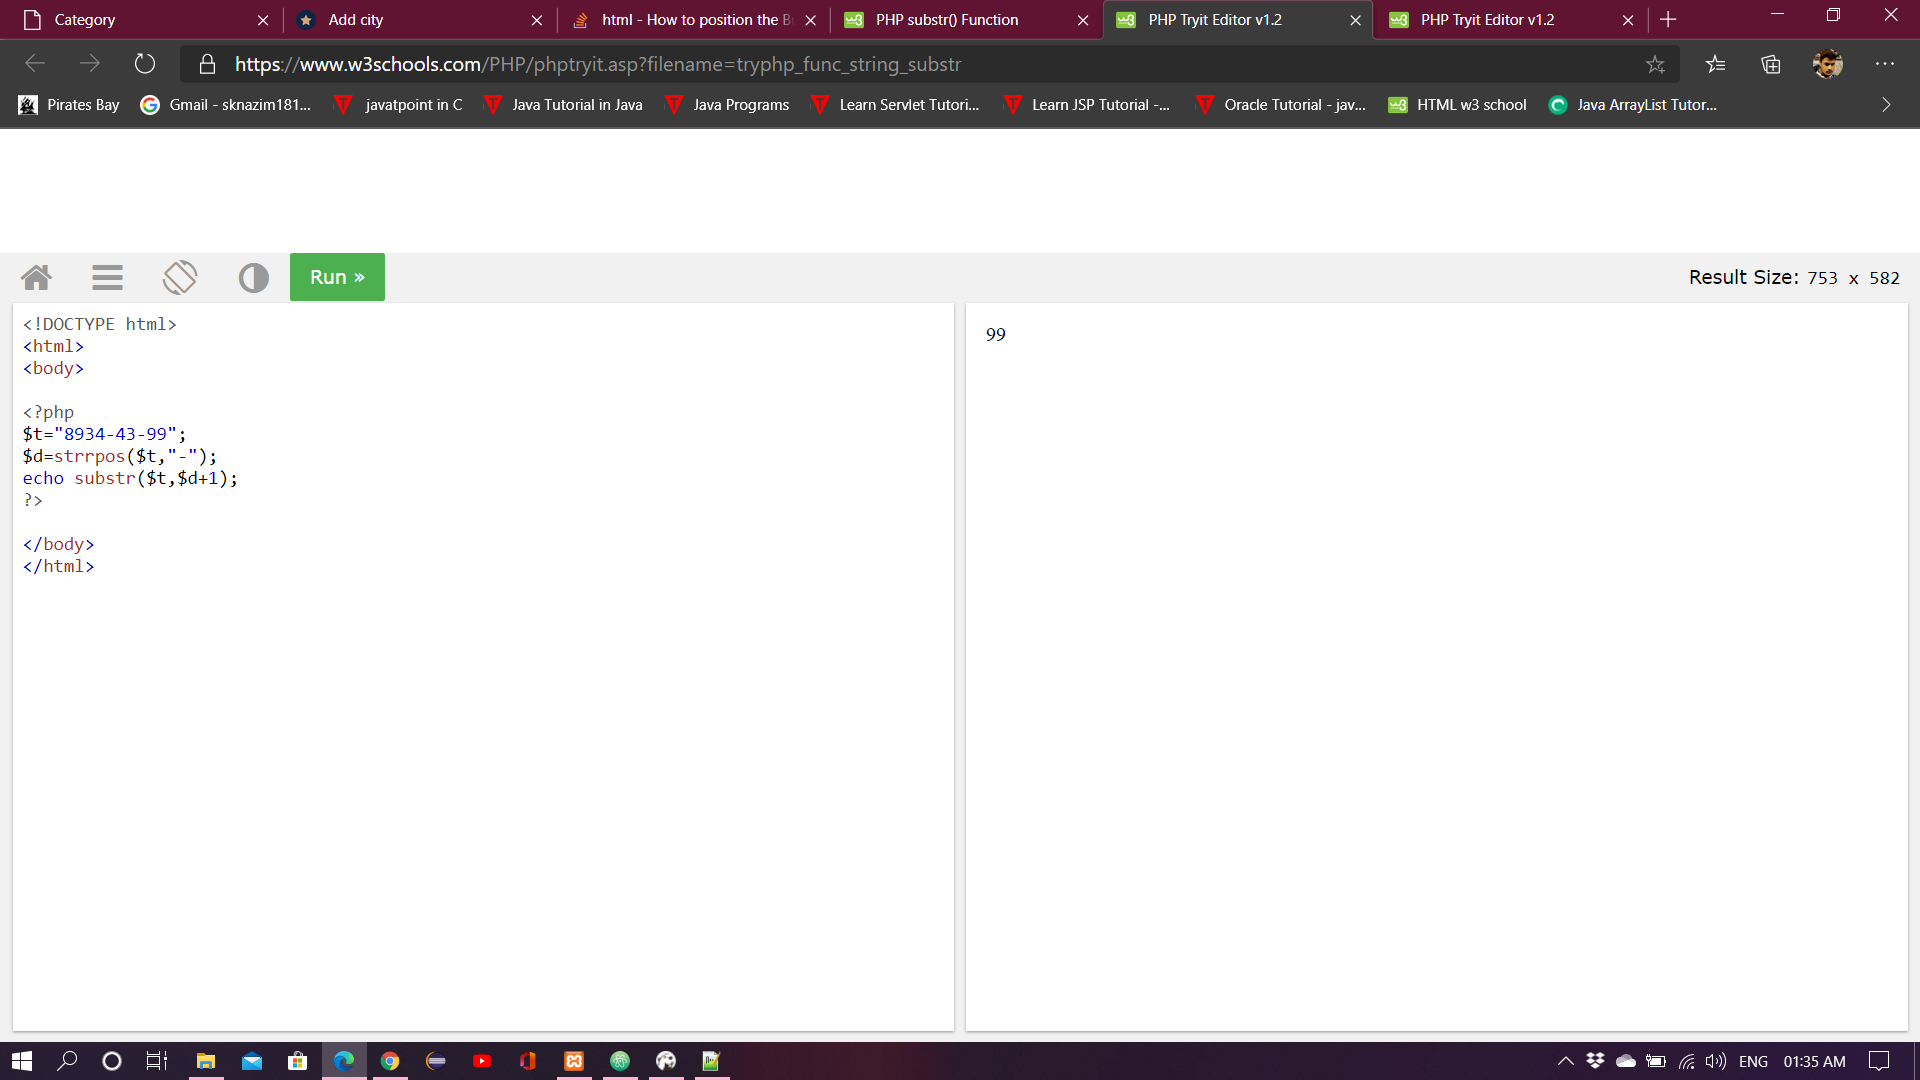 Category
Add city
html - How to position the B
PHP substr() Function
PHP Tryit Editor v1.2
PHP Tryit Editor v1.2
https://www.w3schools.com/PHP/phptryit.asp?filename=tryphp_func_string_substr
Pirates Bay
Gmail - sknazim181...
javatpoint in C
Java Tutorial in Java
Java Programs
Learn Servlet Tutori...
Learn JSP Tutorial -...
Oracle Tutorial - jav...
HTML w3 school
Java ArrayList Tutor...
Run »
Result Size: 753 x 582
<!DOCTYPE html>
<html>
<body>
<?php
$t="8934-43-99";
$d=strrpos($t,"-");
echo substr($t,$d+1);
?>
</body>
</html>
99
ENG
01:35 AM